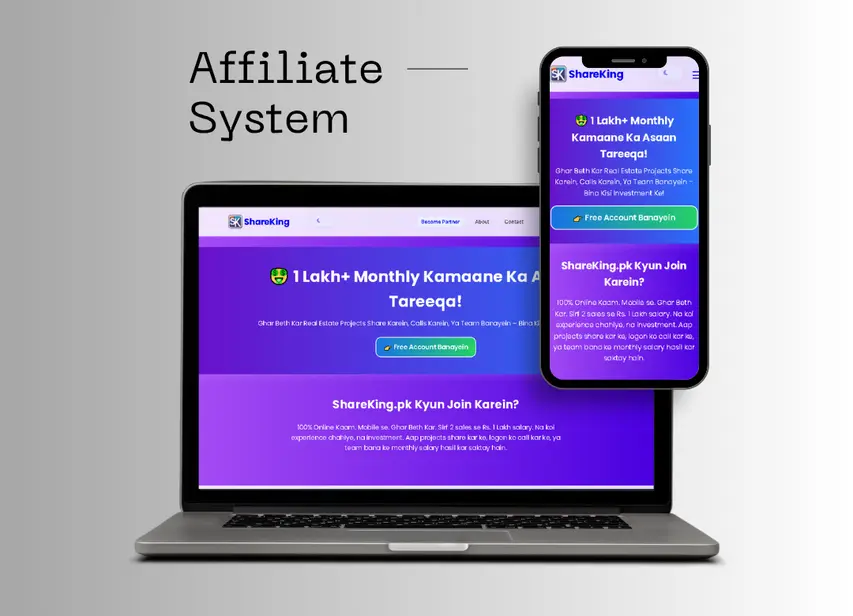 Affiliate
System
SK ShareKing
1 Lakh+ Monthly
Kamaane Ka Asaan
Tareeqa!
Ghar Beth Kar Real Estate Projects Share
Karein, Calls Karein, Ya Team Banayein –
Bina Kisi Investment Ke!
Free Account Banayein
ShareKing.pk Kyun Join
Karein?
100% Online Kaam. Mobile se. Ghar Beth
Kar. Sirf 2 sales se Rs. 1 Lakh salary. Na koi
experience chahiye, na investment. Aap
projects share kar ke, logon ko call kar ke,
ya team bana ke monthly salary hasil kar
saktay hain.
SK ShareKing
Become Partner
About
Contact
1 Lakh+ Monthly Kamaane Ka A
Tareeqa!
Ghar Beth Kar Real Estate Projects Share Karein, Calls Karein, Ya Team Banayein – Bina Ki
Free Account Banayein
ShareKing.pk Kyun Join Karein?
100% Online Kaam. Mobile se. Ghar Beth Kar. Sirf 2 sales se Rs. 1 Lakh salary. Na koi
experience chahiye, na investment. Aap projects share kar ke, logon ko call kar ke, ya
team bana ke monthly salary hasil kar saktay hain.